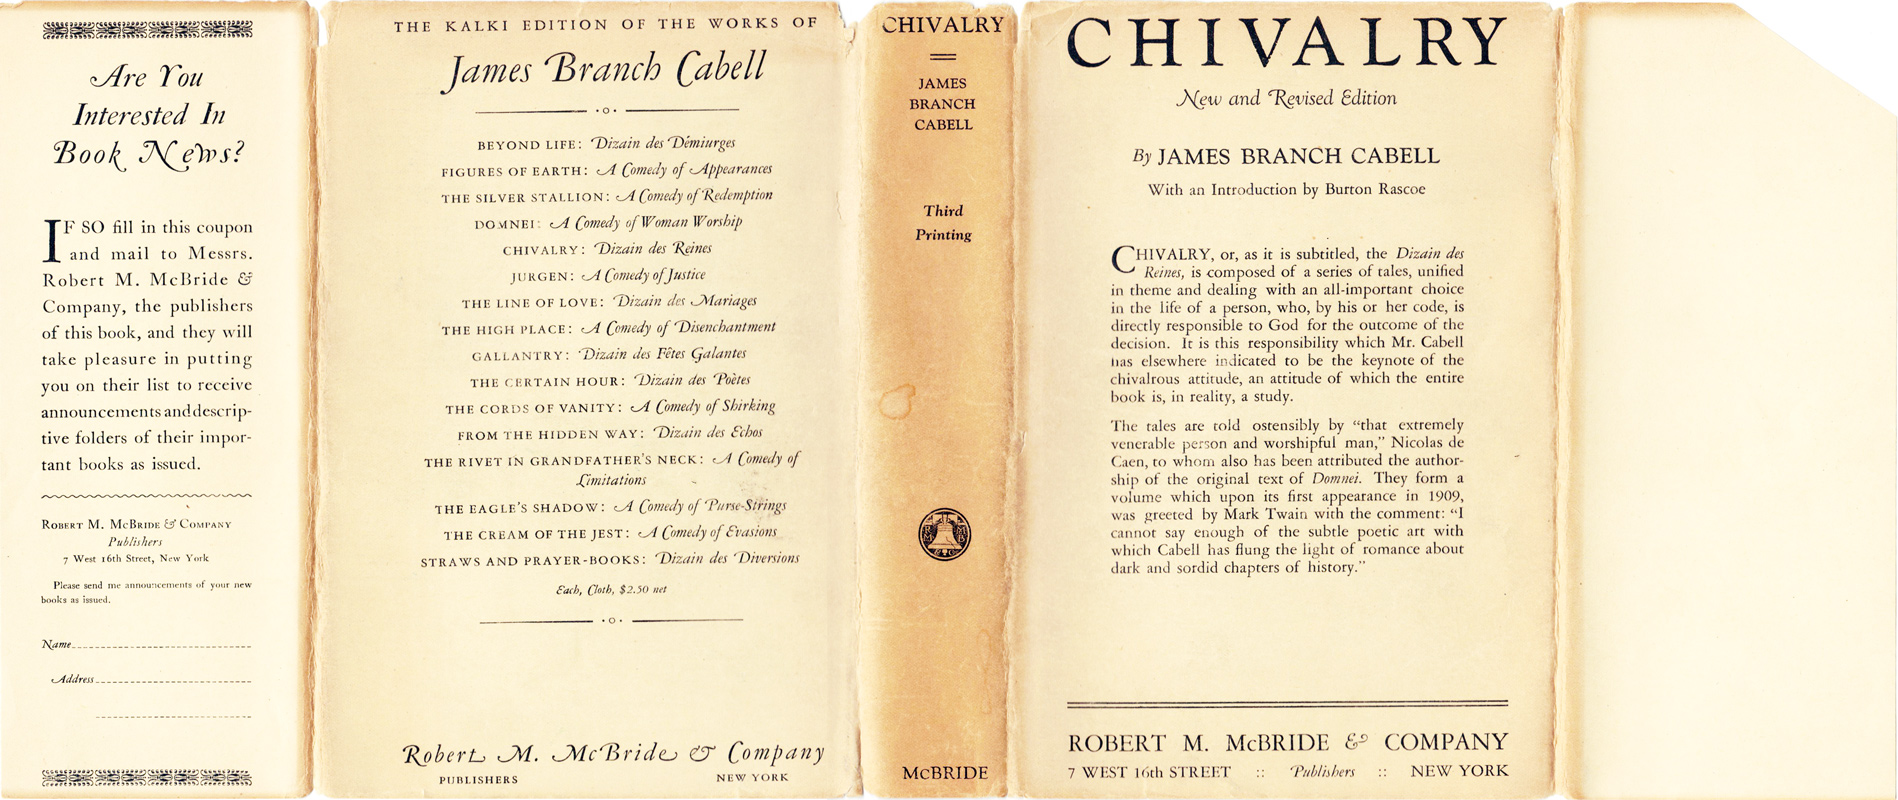 Are You
Interested In
Book News?
IF SO fill in this coupon
and mail to Messrs.
Robert M. McBride &
Company, the publishers
of this book, and they will
take pleasure in putting
you on their list to receive
announcements and descrip-
tive folders of their impor-
tant books as issued.
ROBERT M. MCBRIDE & COMPANY
Publishers
7 West 16th Street, New York
Please send me announcements of your new
books as issued.
Name
Address
THE KALKI EDITION OF THE WORKS OF
James Branch Cabell
BEYOND LIFE: Dizain des Démiurges
FIGURES OF EARTH: A Comedy of Appearances
THE SILVER STALLION: A Comedy of Redemption
DOMNEI: A Comedy of Woman Worship
CHIVALRY: Dizain des Reines
JURGEN: A Comedy of Justice
THE LINE OF LOVE: Dizain des Mariages
THE HIGH PLACE: A Comedy of Disenchantment
GALLANTRY: Dizain des Fêtes Galantes
THE CERTAIN HOUR: Dizain des Poètes
THE CORDS OF VANITY: A Comedy of Shirking
FROM THE HIDDEN WAY: Dizain des Echos
THE RIVET IN GRANDFATHER'S NECK: A Comedy of
Limitations
THE EAGLE'S SHADOW: A Comedy of Purse-Strings
THE CREAM OF THE JEST: A Comedy of Evasions
STRAWS AND PRAYER-BOOKS: Dizain des Diversions
Each, Cloth, $2.50 net
Robert M. McBride & Company
PUBLISHERS NEW YORK
CHIVALRY
JAMES
BRANCH
CABELL
Third
Printing
R M
M B
& C
McBRIDE
CHIVALRY
New and Revised Edition
By JAMES BRANCH CABELL
With an Introduction by Burton Rascoe
CHIVALRY, or, as it is subtitled, the Dizain des
Reines, is composed of a series of tales, unified
in theme and dealing with an all-important choice
in the life of a person, who, by his or her code, is
directly responsible to God for the outcome of the
decision. It is this responsibility which Mr. Cabell
has elsewhere indicated to be the keynote of the
chivalrous attitude, an attitude of which the entire
book is, in reality, a study.
The tales are told ostensibly by “that extremely
venerable person and worshipful man,” Nicolas de
Caen, to whom also has been attributed the author-
ship of the original text of Domnei. They form a
volume which upon its first appearance in 1909,
was greeted by Mark Twain with the comment: “I
cannot say enough of the subtle poetic art with
which Cabell has flung the light of romance about
dark and sordid chapters of history.”
ROBERT M. McBRIDE & COMPANY
7 WEST 16th STREET :: Publishers :: NEW YORK